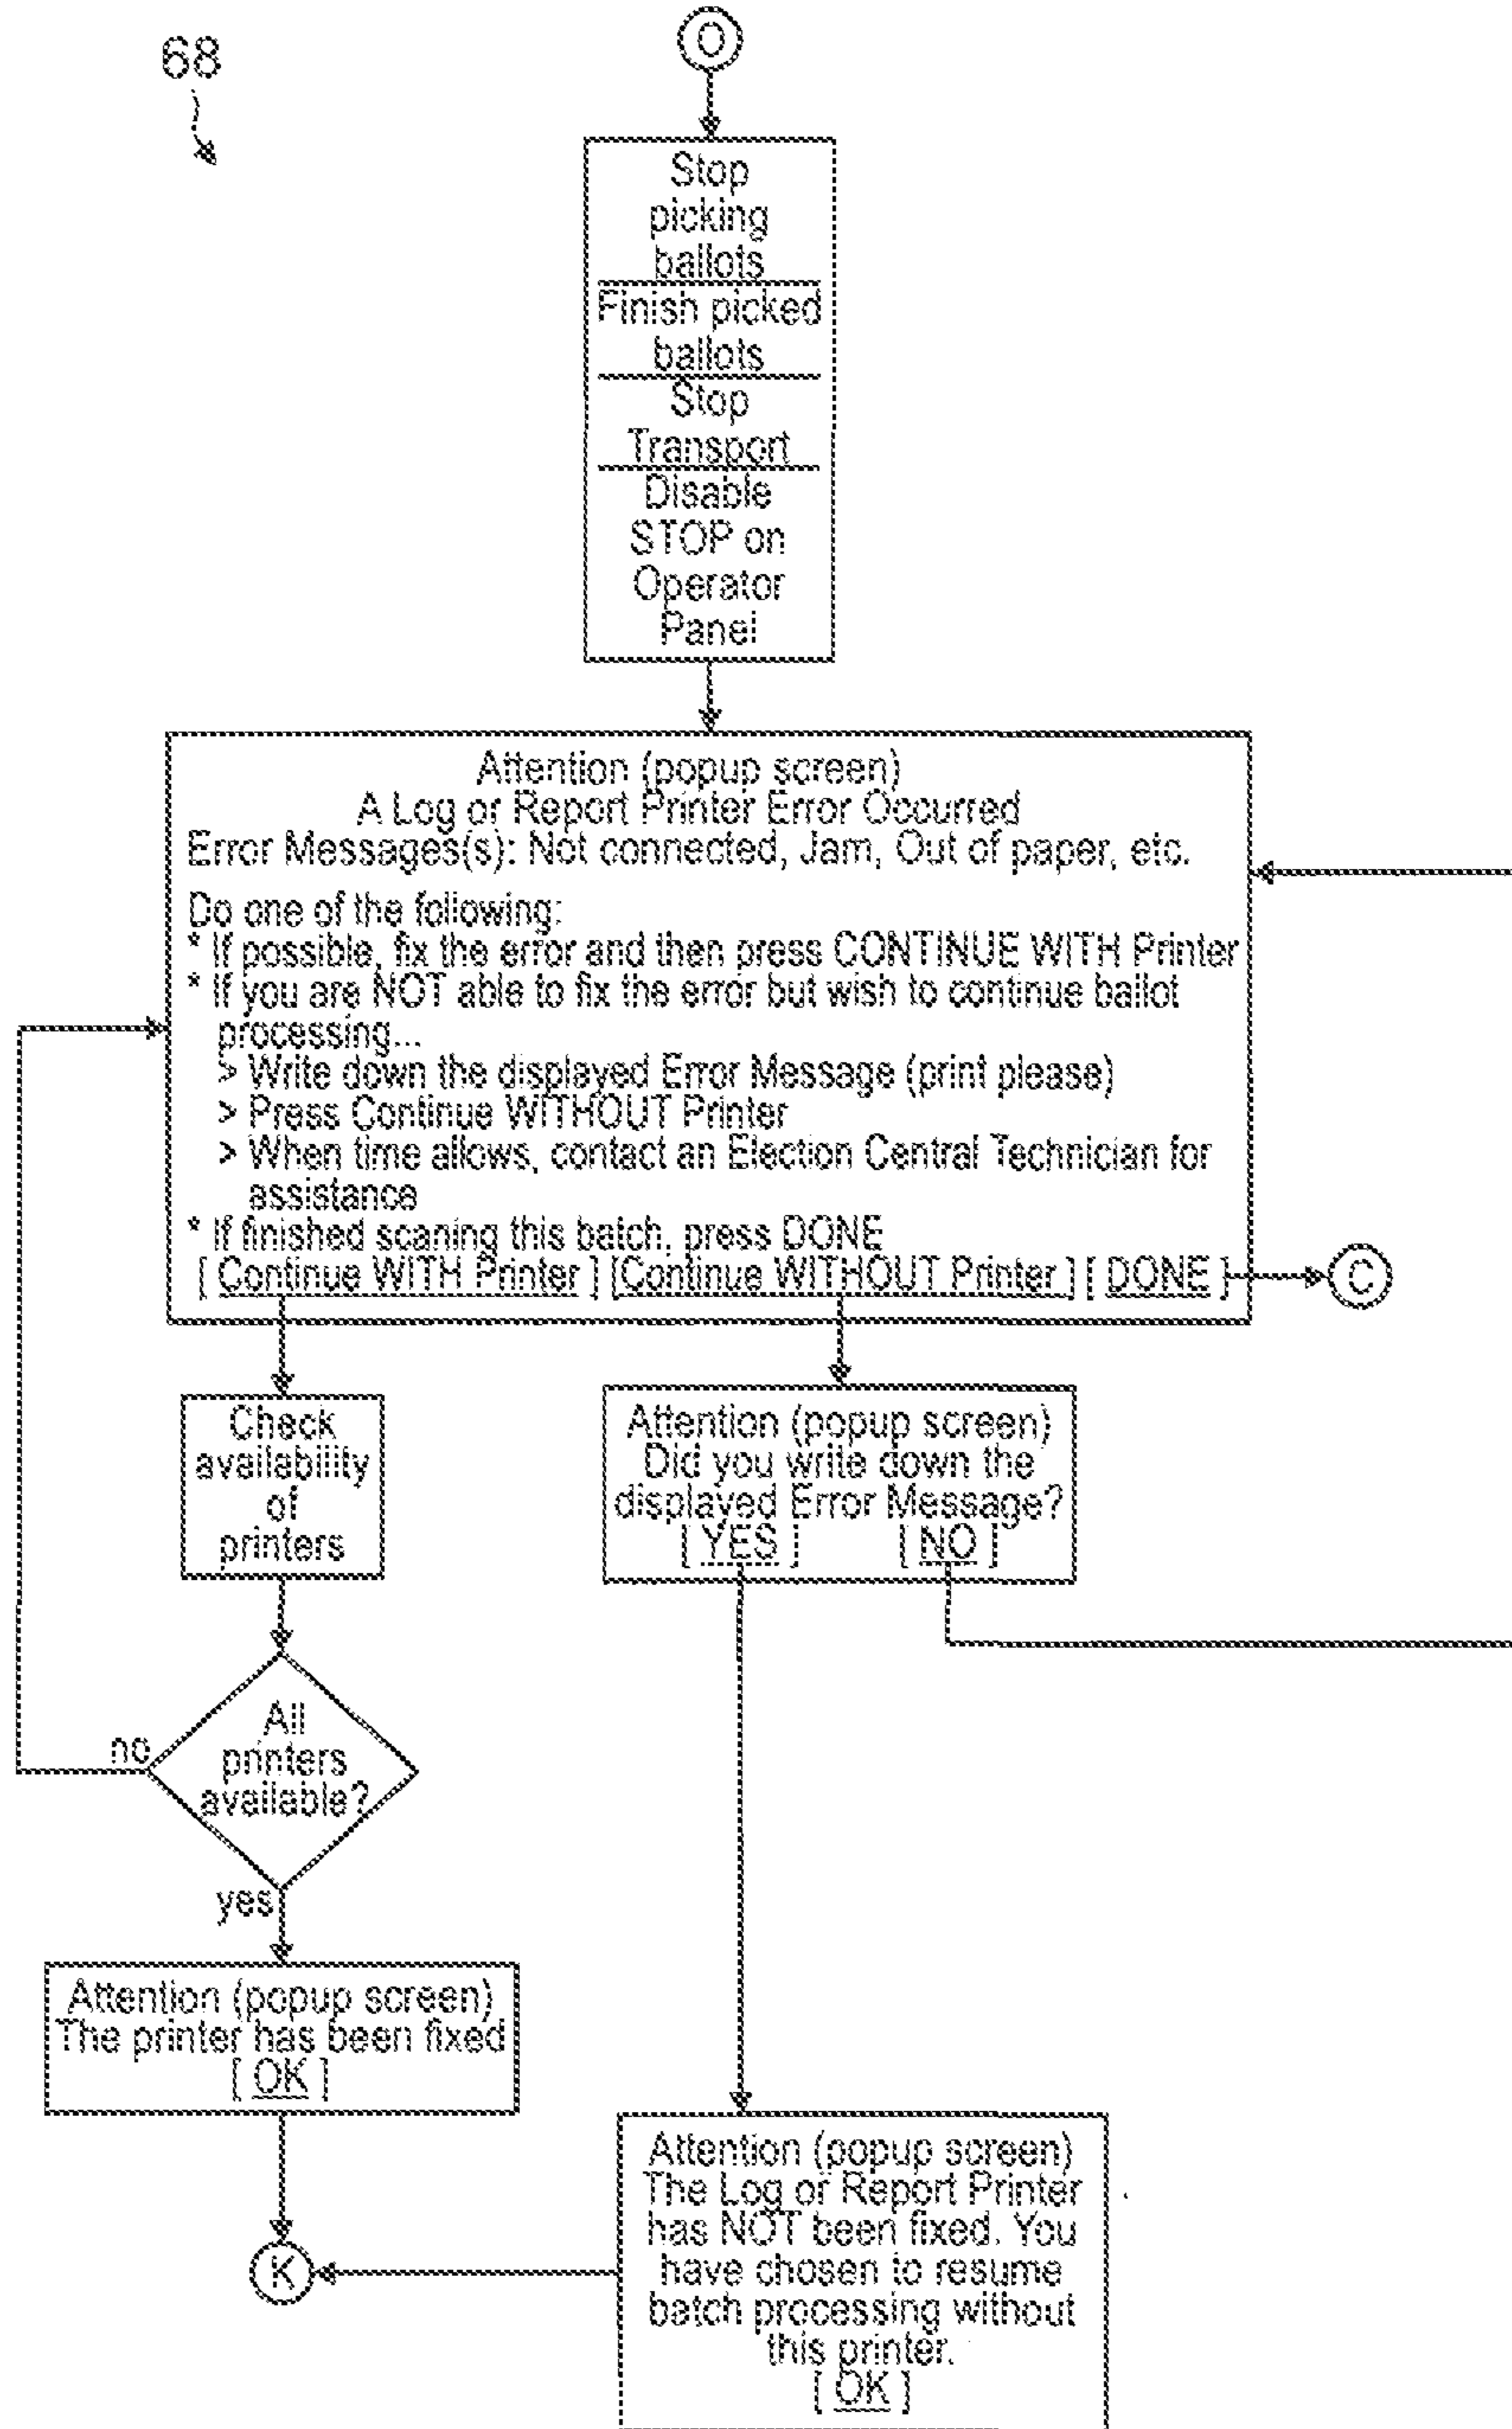 68
O
Stop
picking
ballots
Finish picked
ballots
Stop
Transport
Disable
STOP on
Operator
Panel
Attention (popup screen)
A Log or Report Printer Error Occurred
Error Messages(s): Not connected, Jam, Out of paper, etc.
Do one of the following:
* If possible, fix the error and then press CONTINUE WITH Printer
* If you are NOT able to fix the error but wish to continue ballot
processing...
> Write down the displayed Error Message (print please)
> Press Continue WITHOUT Printer
> When time allows, contact an Election Central Technician for
assistance
* If finished scaning this batch, press DONE
[ Continue WITH Printer ] [Continue WITHOUT Printer ] [ DONE ]
C
Check
availability
of
printers
Attention (popup screen)
Did you write down the
displayed Error Message?
[ YES ] [ NO ]
All
printers
available?
no
yes
Attention (popup screen)
The printer has been fixed
[ OK ]
K
Attention (popup screen)
The Log or Report Printer
has NOT been fixed. You
have chosen to resume
batch processing without
this printer.
[ OK ]